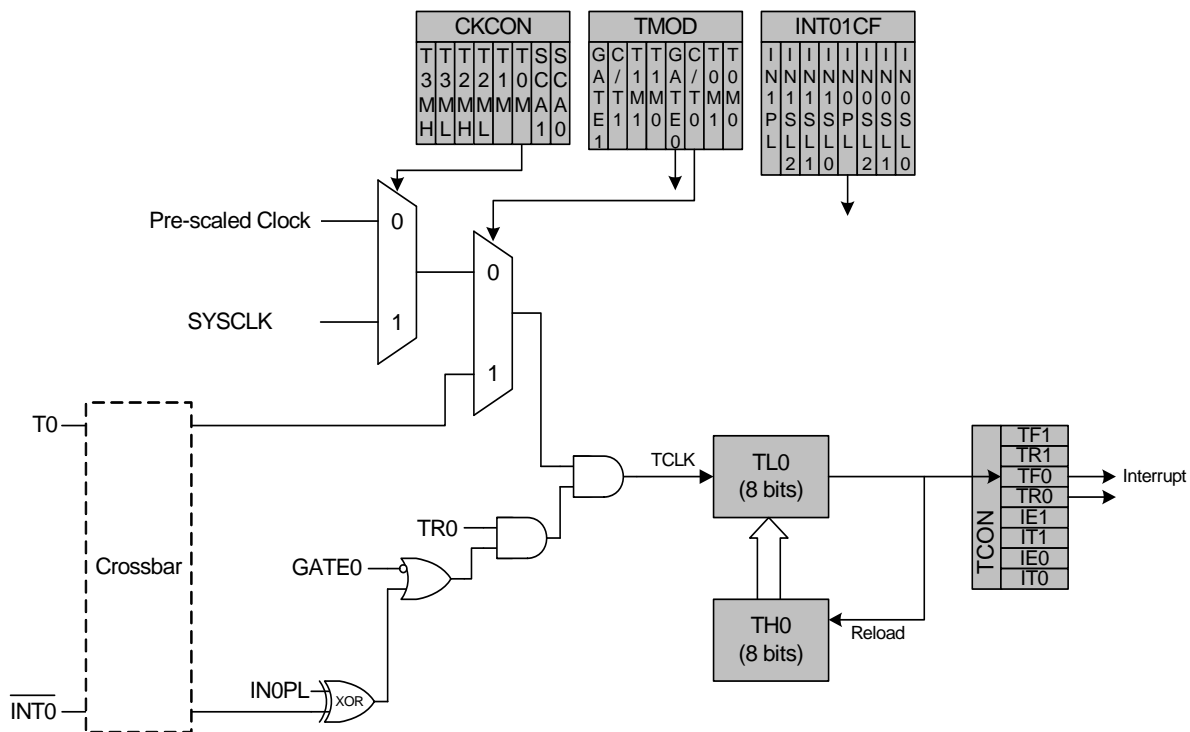 CKCON
T3MH T3ML T2MH T2ML T1M T0M SCA1 SCA0
TMOD
GATE1 C/T1 T1M1 T1M0 GATE0 C/T0 T0M1 T0M0
INT01CF
IN1PL IN1SL2 IN1SL1 IN1SL0 IN0PL IN0SL2 IN0SL1 IN0SL0
Pre-scaled Clock
0
SYSCLK
1
0
1
T0
Crossbar
INT0
IN0PL
XOR
GATE0
TR0
TCLK
TL0
(8 bits)
TH0
(8 bits)
Reload
TCON
TF1
TR1
TF0
TR0
IE1
IT1
IE0
IT0
Interrupt